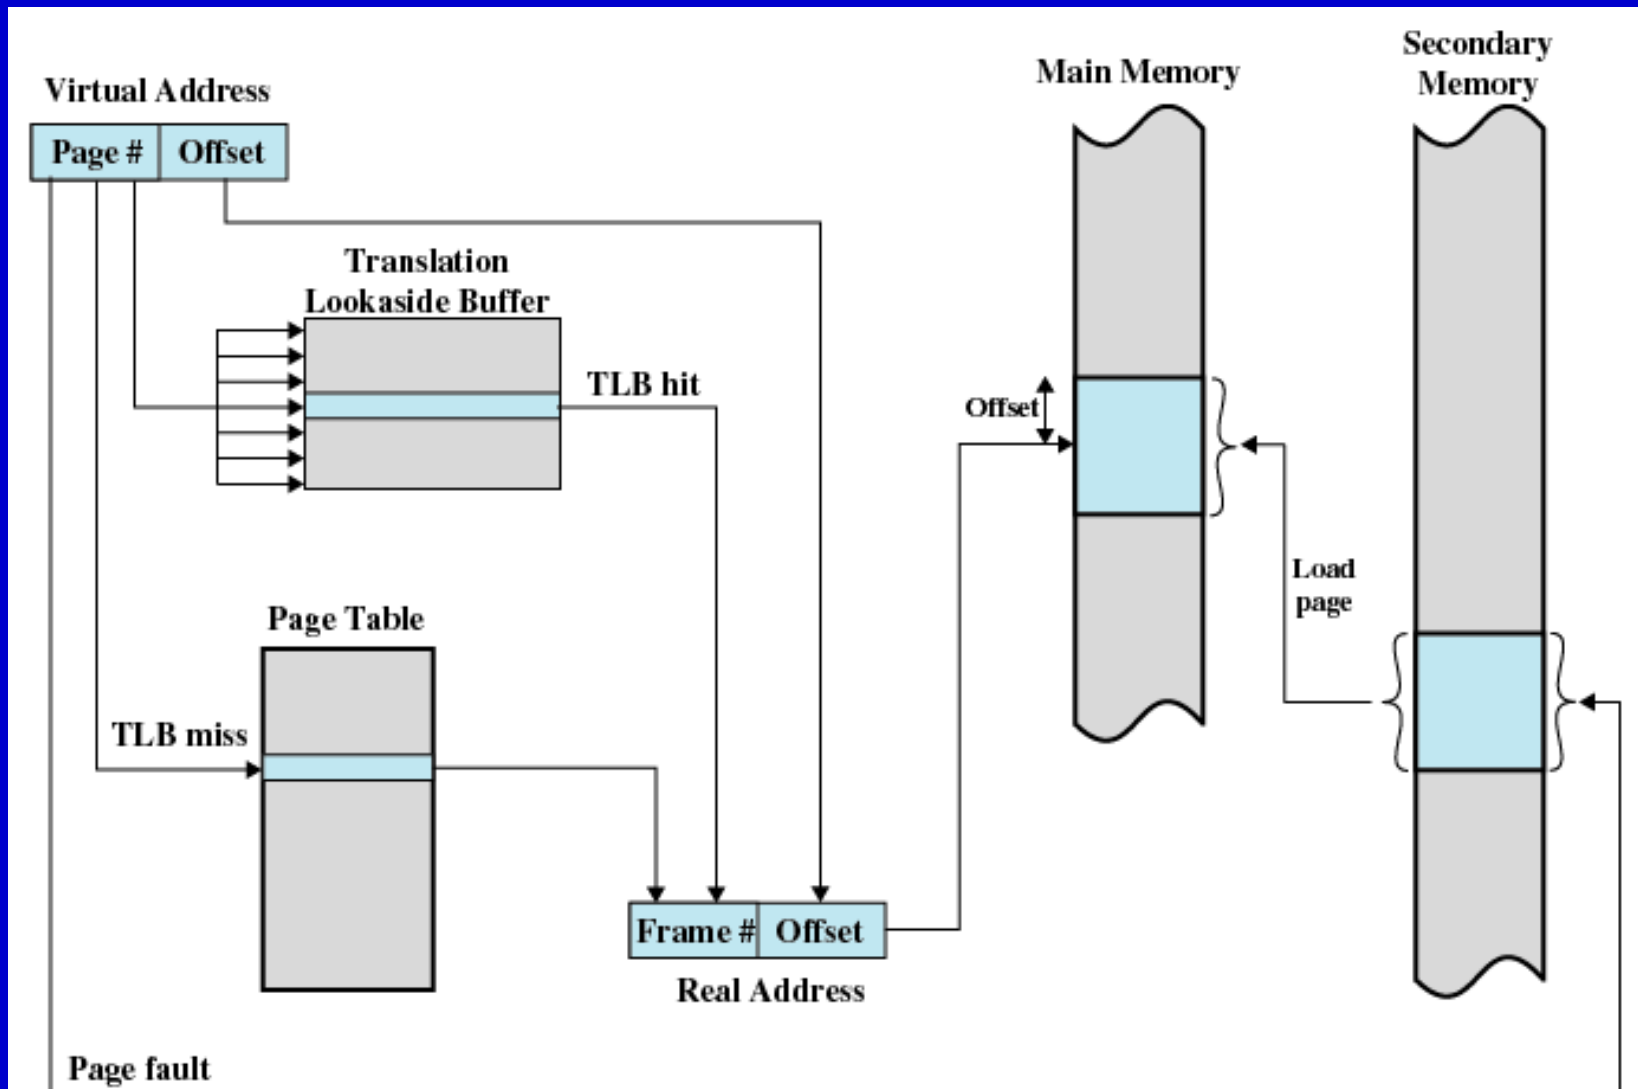 Secondary
Memory
Main Memory
Virtual Address
Page #
Offset
Translation
Lookaside Buffer
TLB hit
Offset
Load
page
Page Table
TLB miss
Frame #
Offset
Real Address
Page fault